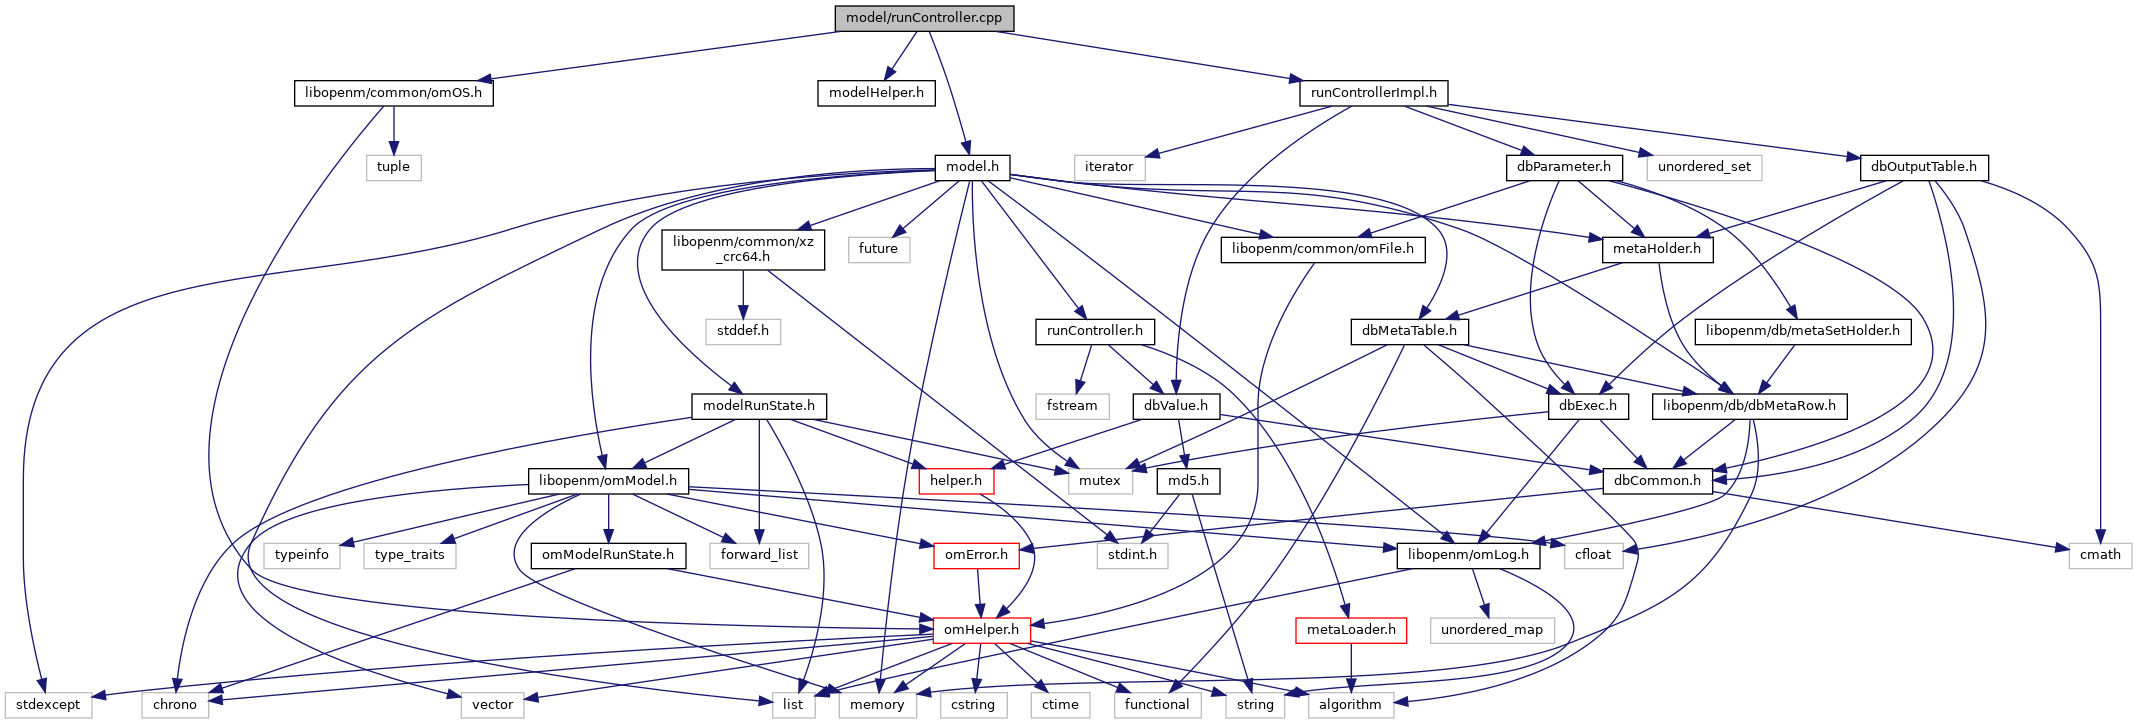 model/runController.cpp
libopenm/common/omOS.h
modelHelper.h
runControllerImpl.h
tuple
model.h
iterator
dbParameter.h
unordered_set
dbOutputTable.h
libopenm/common/xz
_crc64.h
future
libopenm/common/omFile.h
metaHolder.h
stddef.h
runController.h
dbMetaTable.h
libopenm/db/metaSetHolder.h
modelRunState.h
fstream
dbValue.h
dbExec.h
libopenm/db/dbMetaRow.h
libopenm/omModel.h
helper.h
mutex
md5.h
dbCommon.h
typeinfo
type_traits
omModelRunState.h
forward_list
omError.h
stdint.h
libopenm/omLog.h
cfloat
cmath
omHelper.h
metaLoader.h
unordered_map
stdexcept
chrono
vector
list
memory
cstring
ctime
functional
string
algorithm